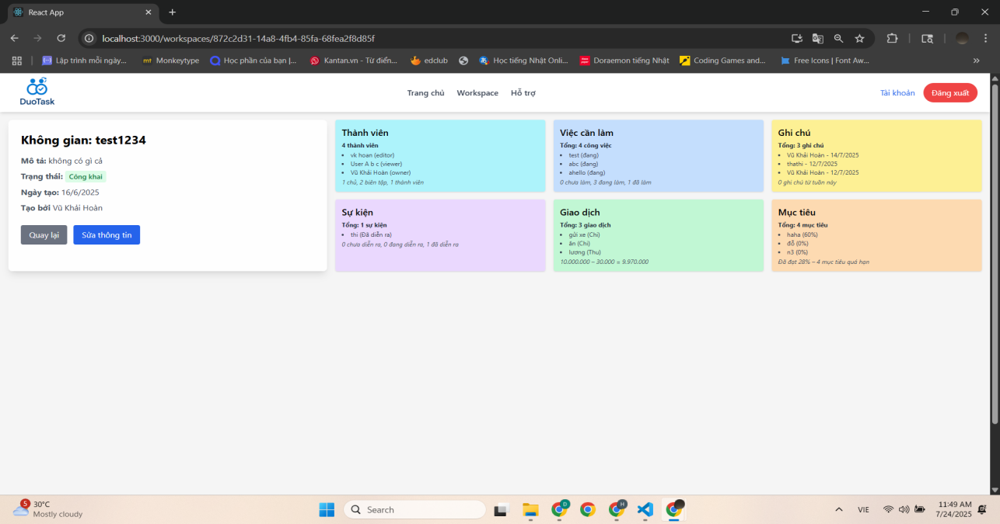 React App
localhost:3000/workspaces/872c2d31-14a8-4fb4-85fa-68fea2f8d85f
Lập trình mỗi ngày...
mt Monkeytype
Học phần của bạn |...
Kantan.vn - Từ điển...
edclub
Học tiếng Nhật Onli...
Doraemon tiếng Nhật
Coding Games and...
Free Icons | Font Aw...
DuoTask
Trang chủ
Workspace
Hỗ trợ
Tài khoản
Đăng xuất
Không gian: test1234
Mô tả: không có gì cả
Trạng thái: Công khai
Ngày tạo: 16/6/2025
Tạo bởi Vũ Khải Hoàn
Quay lại
Sửa thông tin
Thành viên
4 thành viên
vk hoan (editor)
User A b c (viewer)
Vũ Khải Hoàn (owner)
1 chủ, 2 biên tập, 1 thành viên
Việc cần làm
Tổng: 4 công việc
test (đang)
abc (đang)
ahello (đang)
0 chưa làm, 3 đang làm, 1 đã làm
Ghi chú
Tổng: 3 ghi chú
Vũ Khải Hoàn - 14/7/2025
thathi - 12/7/2025
Vũ Khải Hoàn - 12/7/2025
0 ghi chú từ tuần này
Sự kiện
Tổng: 1 sự kiện
thi (Đã diễn ra)
0 chưa diễn ra, 0 đang diễn ra, 1 đã diễn ra
Giao dịch
Tổng: 3 giao dịch
gửi xe (Chi)
ăn (Chi)
lương (Thu)
10.000.000 − 30.000 = 9.970.000
Mục tiêu
Tổng: 4 mục tiêu
haha (60%)
đỗ (0%)
n3 (0%)
Đã đạt 28% − 4 mục tiêu quá hạn
5
30°C
Mostly cloudy
Search
D
H
VIE
11:49 AM
7/24/2025